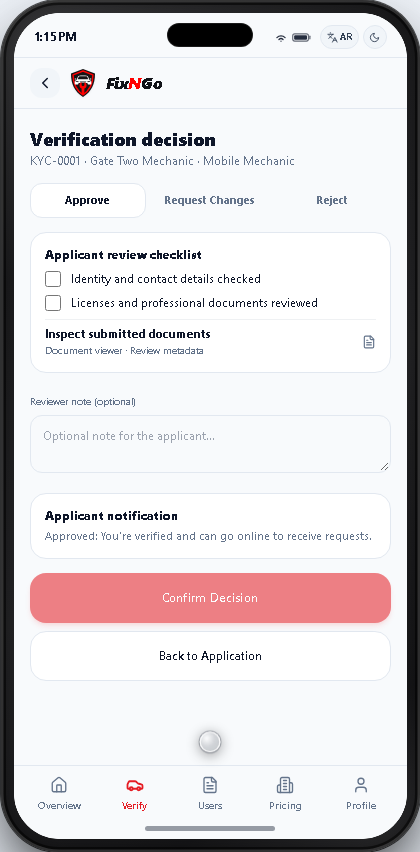 1:15 PM
AR
FixNGo
Verification decision
KYC-0001 · Gate Two Mechanic · Mobile Mechanic
Approve Request Changes Reject
Applicant review checklist
Identity and contact details checked
Licenses and professional documents reviewed
Inspect submitted documents
Document viewer · Review metadata
Reviewer note (optional)
Optional note for the applicant...
Applicant notification
Approved: You're verified and can go online to receive requests.
Confirm Decision
Back to Application
Overview Verify Users Pricing Profile